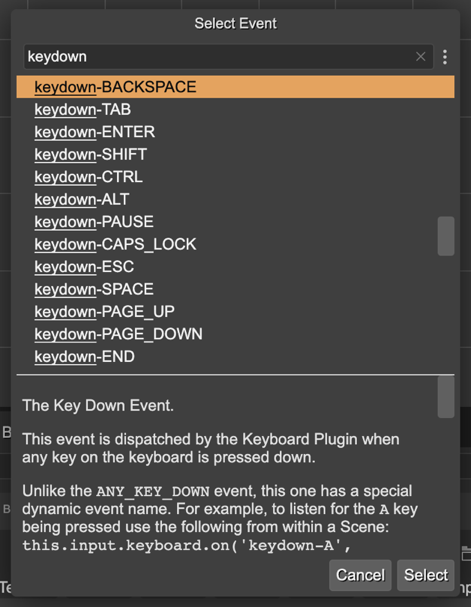 Select Event
keydown
keydown-BACKSPACE
keydown-TAB
keydown-ENTER
keydown-SHIFT
keydown-CTRL
keydown-ALT
keydown-PAUSE
keydown-CAPS_LOCK
keydown-ESC
keydown-SPACE
keydown-PAGE_UP
keydown-PAGE_DOWN
keydown-END
The Key Down Event.
This event is dispatched by the Keyboard Plugin when
any key on the keyboard is pressed down.
Unlike the ANY_KEY_DOWN event, this one has a special
dynamic event name. For example, to listen for the A key
being pressed use the following from within a Scene:
this.input.keyboard.on('keydown-A',
Cancel Select